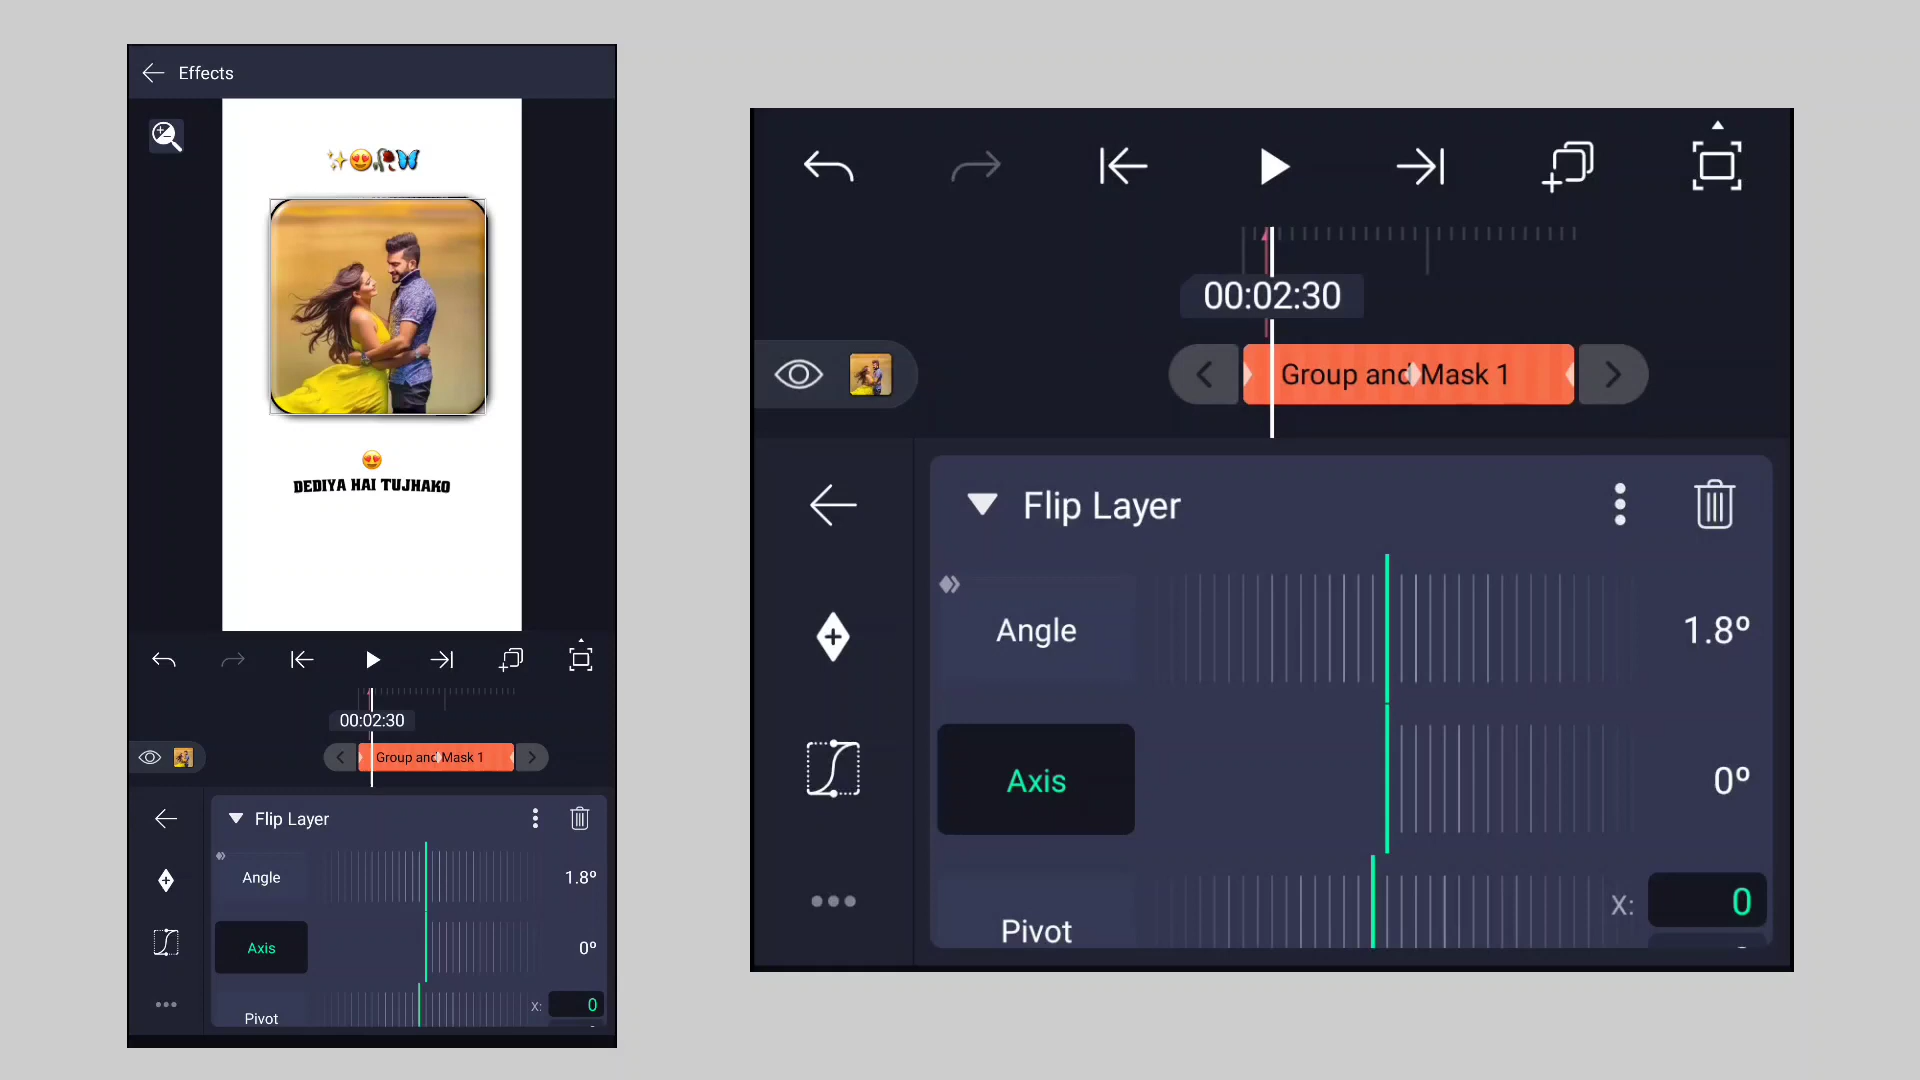 Effects
✨😍🥀🦋
😍
DEDIYA HAI TUJHAKO
00:02:30
Group and Mask 1
Flip Layer
Angle 1.8º
Axis 0º
Pivot X: 0
00:02:30
Group and Mask 1
Flip Layer
Angle 1.8º
Axis 0º
Pivot X: 0